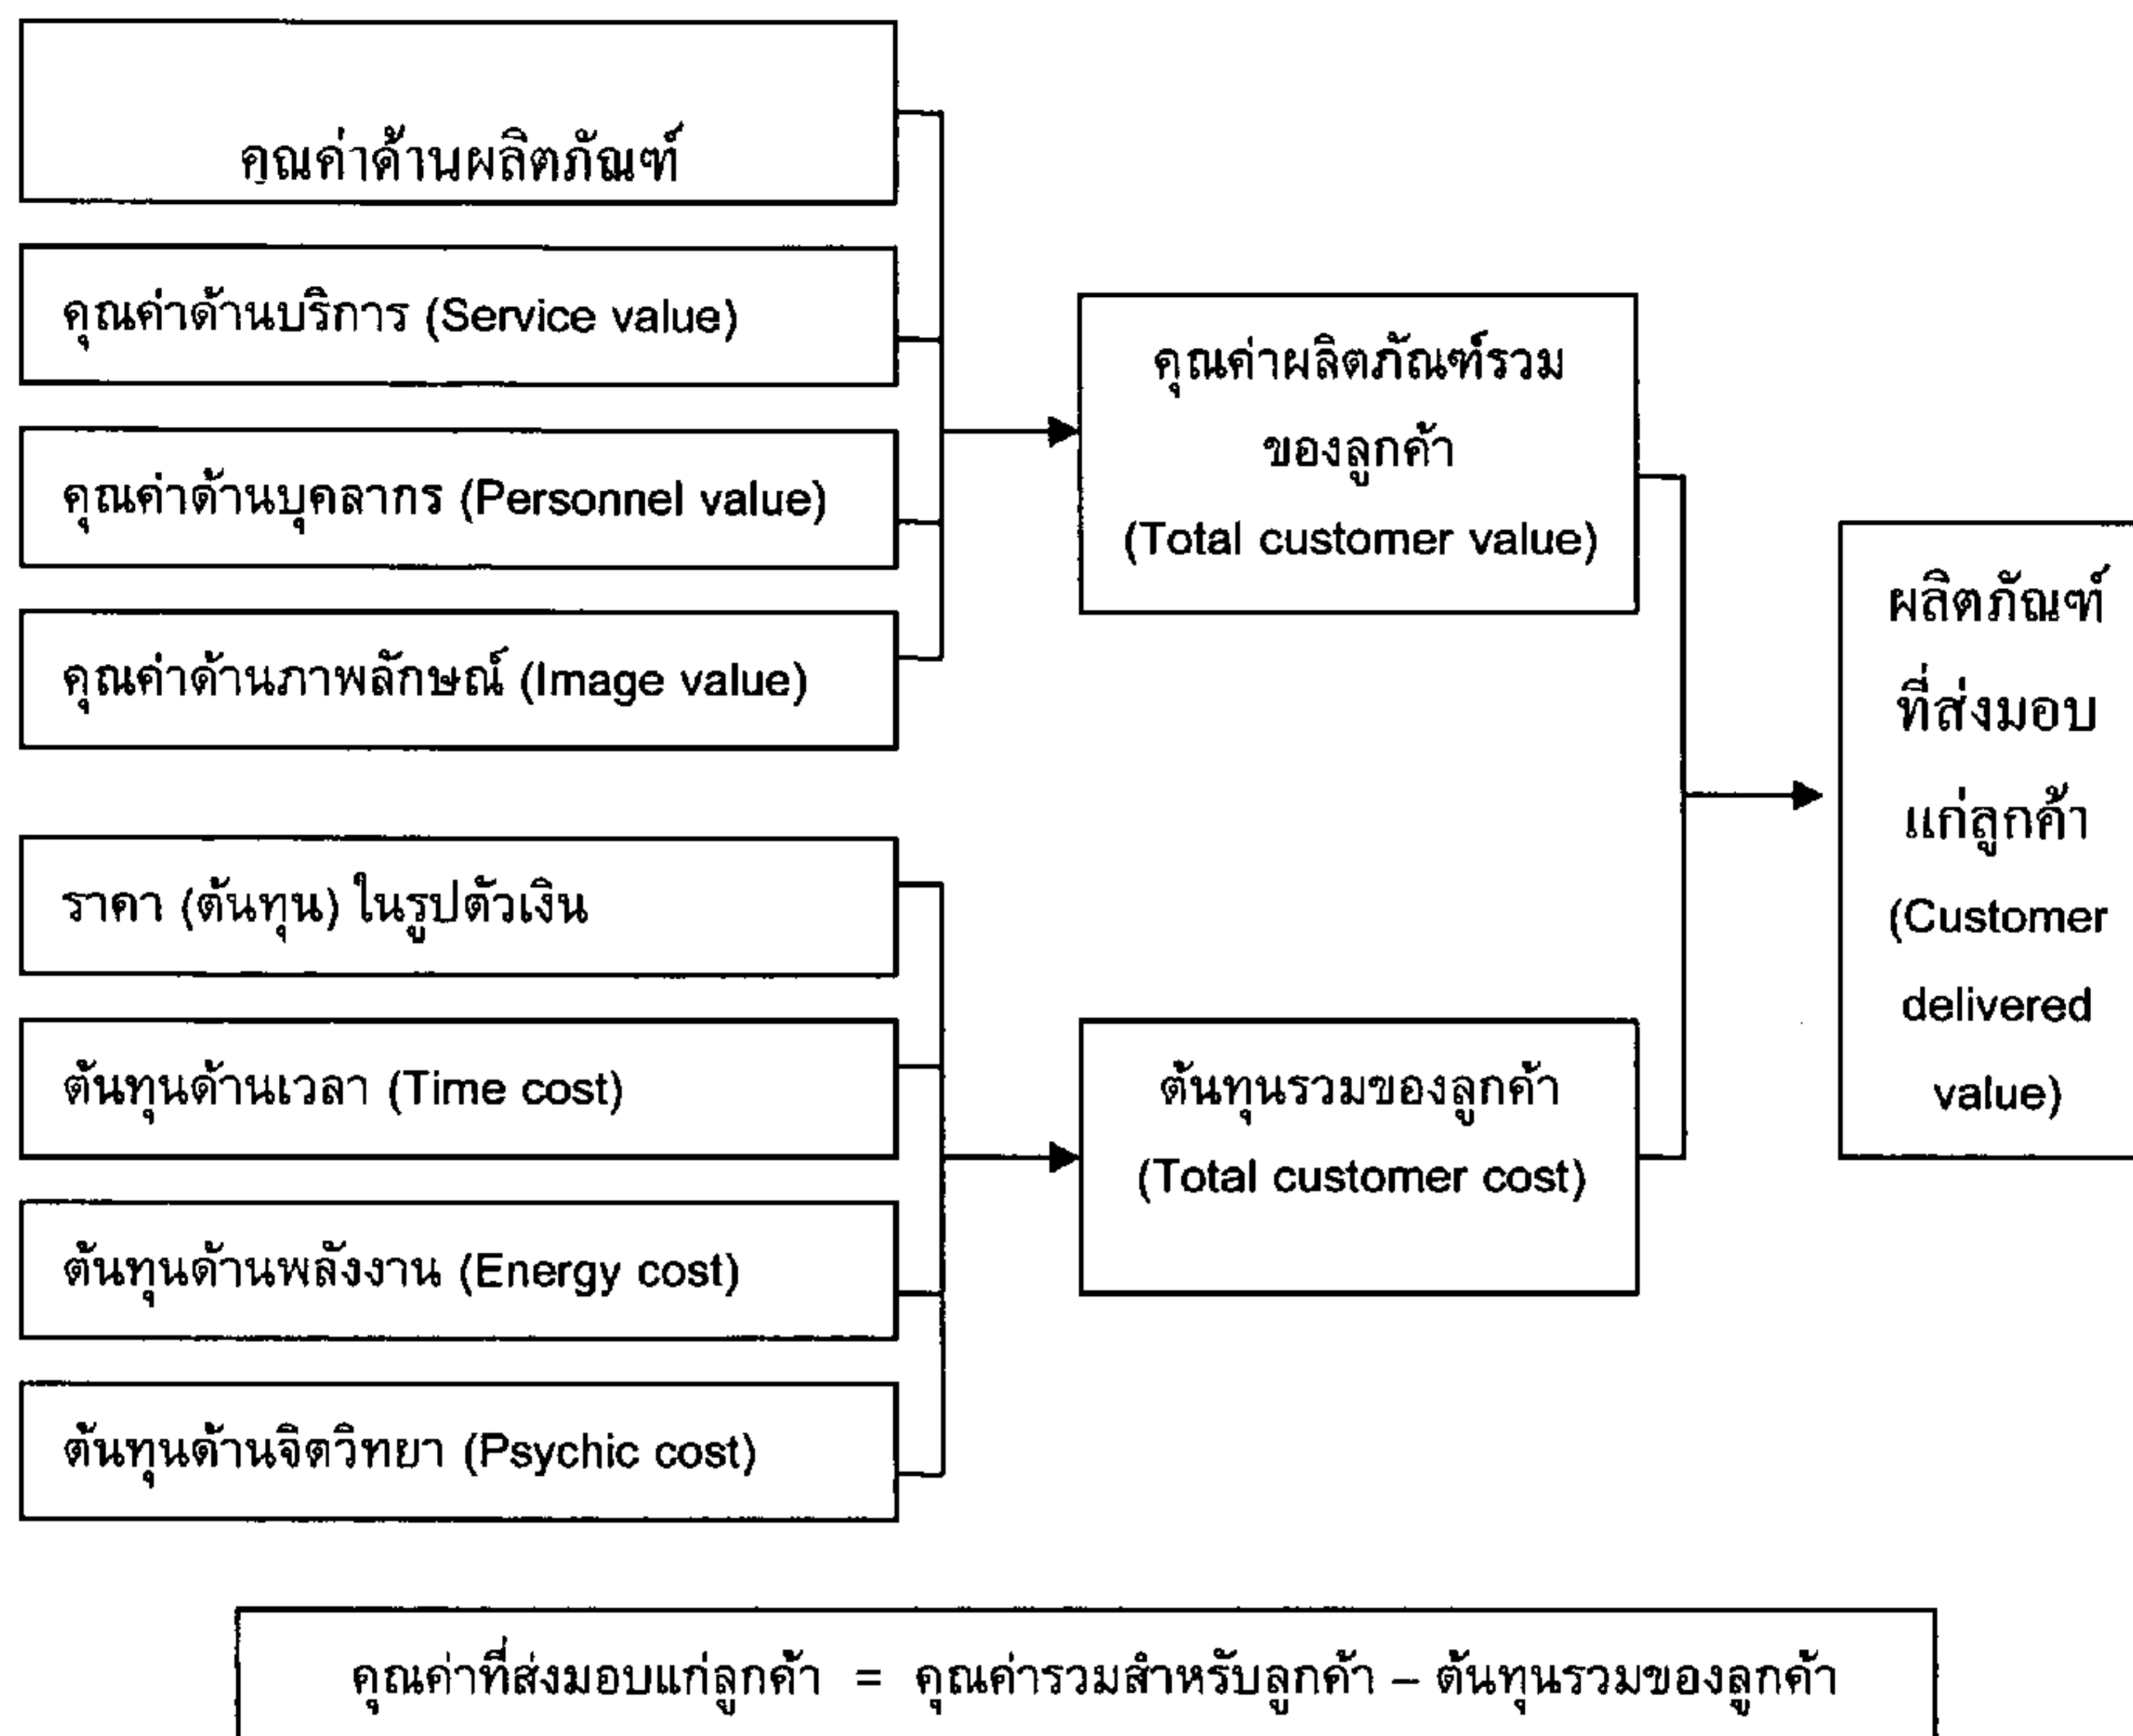 คุณค่าด้านผลิตภัณฑ์
คุณค่าด้านบริการ (Service value)
คุณค่าด้านบุคลากร (Personnel value)
คุณค่าด้านภาพลักษณ์ (Image value)
คุณค่าผลิตภัณฑ์รวม
ของลูกค้า
(Total customer value)
ราคา (ต้นทุน) ในรูปตัวเงิน
ต้นทุนด้านเวลา (Time cost)
ต้นทุนด้านพลังงาน (Energy cost)
ต้นทุนด้านจิตวิทยา (Psychic cost)
ต้นทุนรวมของลูกค้า
(Total customer cost)
ผลิตภัณฑ์
ที่ส่งมอบ
แก่ลูกค้า
(Customer
delivered
value)
คุณค่าที่ส่งมอบแก่ลูกค้า = คุณค่ารวมสำหรับลูกค้า – ต้นทุนรวมของลูกค้า